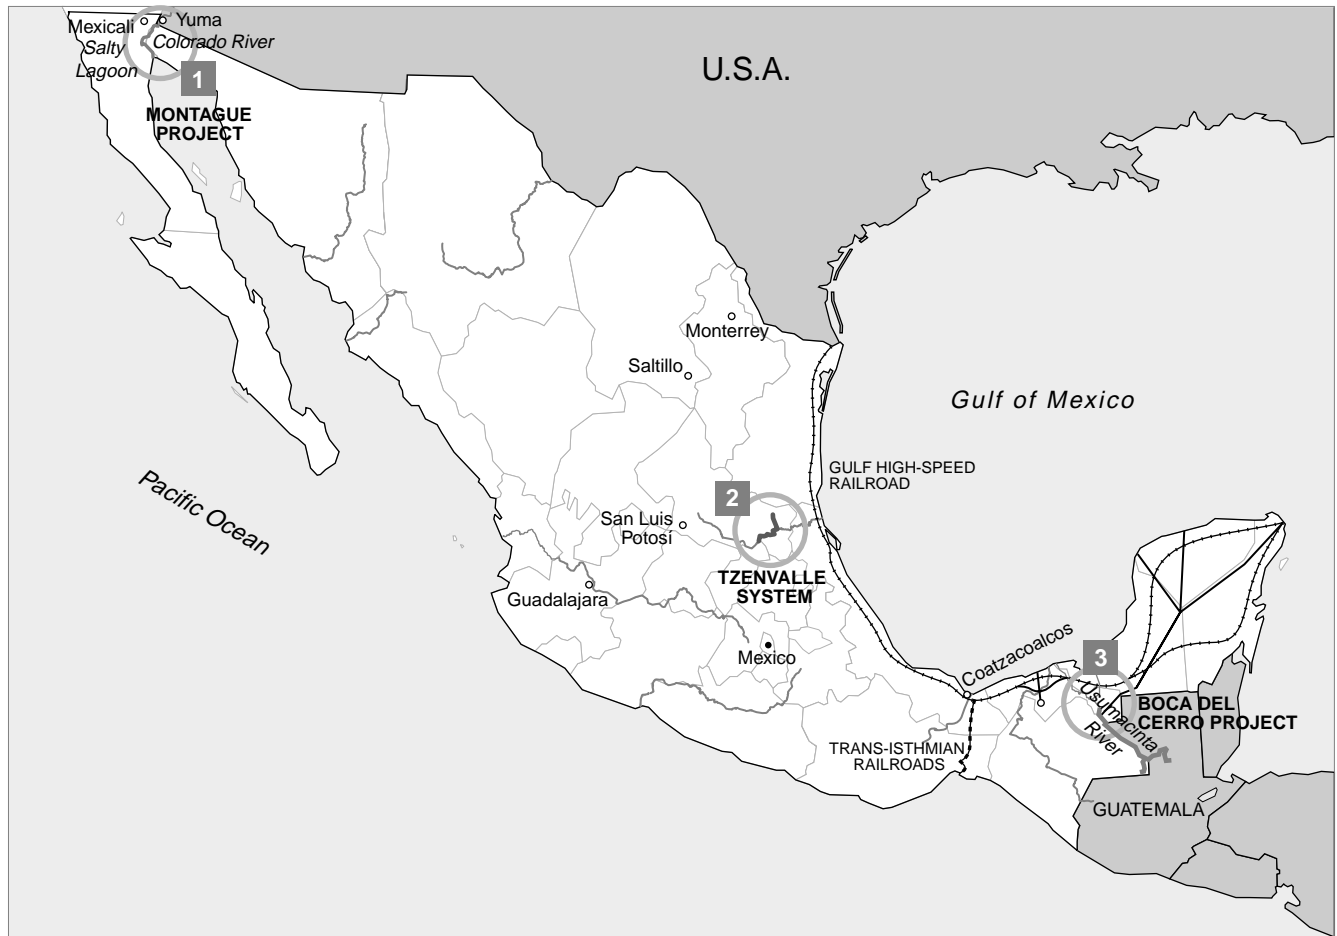 Mexicali
Yuma
Salty
Lagoon
Colorado River
1
MONTAGUE
PROJECT
U.S.A.
Monterrey
Saltillo
Gulf of Mexico
GULF HIGH-SPEED
RAILROAD
Pacific Ocean
2
San Luis
Potosí
TZENVALLE
SYSTEM
Guadalajara
Mexico
Coatzacoalcos
3
Usumacinta
River
BOCA DEL
CERRO PROJECT
TRANS-ISTHMIAN
RAILROADS
GUATEMALA